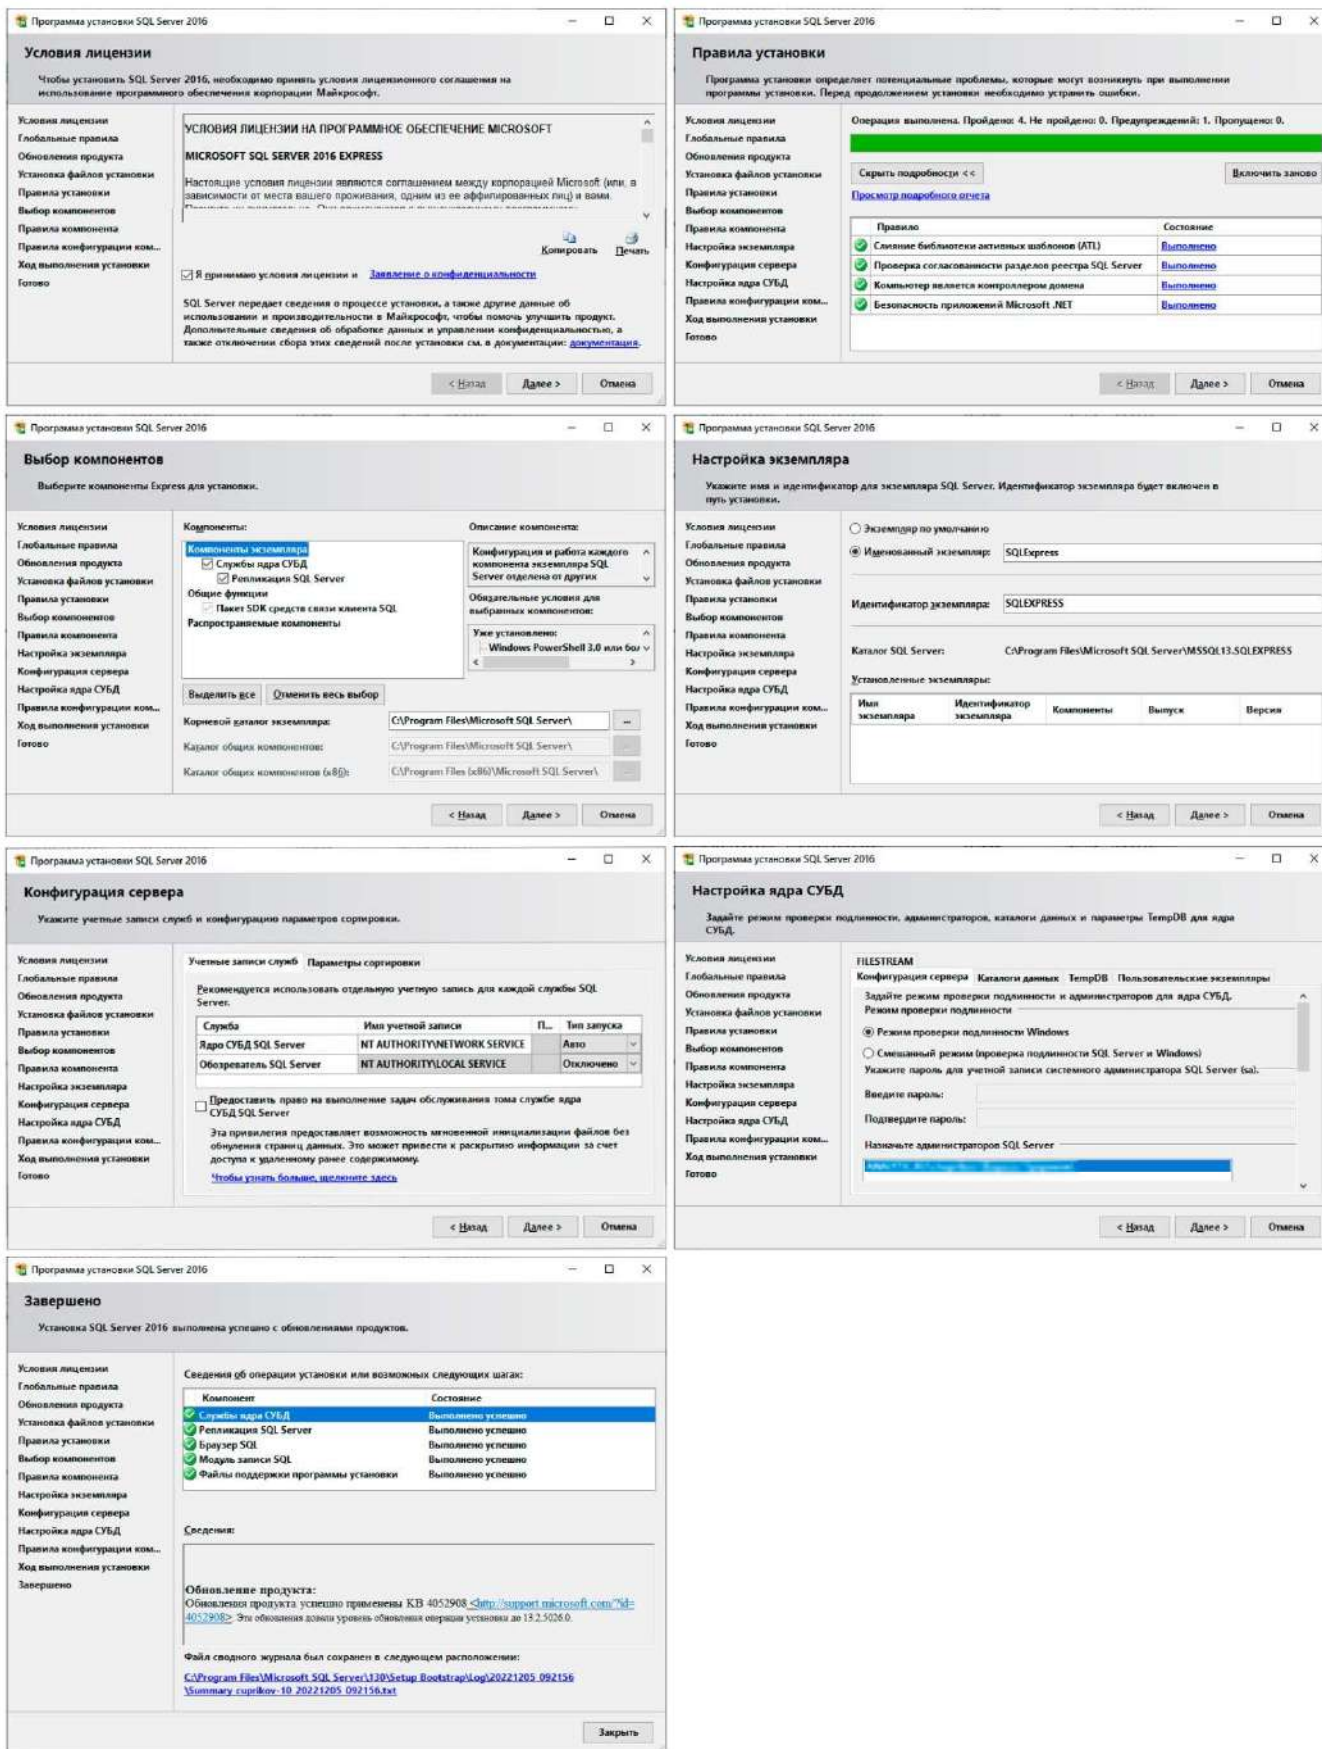 Программа установки SQL Server 2016
Условия лицензии
Чтобы установить SQL Server 2016, необходимо принять условия лицензионного соглашения на
использование программного обеспечения корпорации Майкрософт.
Условия лицензии
Глобальные правила
Обновления продукта
Установка файлов установки
Правила установки
Выбор компонентов
Правила компонента
Правила конфигурации ком...
Ход выполнения установки
Готово
УСЛОВИЯ ЛИЦЕНЗИИ НА ПРОГРАММНОЕ ОБЕСПЕЧЕНИЕ MICROSOFT
MICROSOFT SQL SERVER 2016 EXPRESS
Настоящие условия лицензии являются соглашением между корпорацией Microsoft (или, в
зависимости от места вашего проживания, одним из ее аффилированных лиц) и вами.
Копировать
Печать
Я принимаю условия лицензии и Заявление о конфиденциальности
SQL Server передает сведения о процессе установки, а также другие данные об
использовании и производительности в Майкрософт, чтобы помочь улучшить продукт.
Дополнительные сведения об обработке данных и управлении конфиденциальностью, а
также отключении сбора этих сведений после установки см. в документации: документация.
< Назад
Далее >
Отмена
Программа установки SQL Server 2016
Правила установки
Программа установки определяет потенциальные проблемы, которые могут возникнуть при выполнении
программы установки. Перед продолжением установки необходимо устранить ошибки.
Условия лицензии
Глобальные правила
Обновления продукта
Установка файлов установки
Правила установки
Выбор компонентов
Правила компонента
Настройка экземпляра
Конфигурация сервера
Настройка ядра СУБД
Правила конфигурации ком...
Ход выполнения установки
Готово
Операция выполнена. Пройдено: 4. Не пройдено: 0. Предупреждений: 1. Пропущено: 0.
Скрыть подробности <<
Включить заново
Просмотр подробного отчета
Правило Состояние
Слияние библиотеки активных шаблонов (ATL) Выполнено
Проверка согласованности разделов реестра SQL Server Выполнено
Компьютер является контроллером домена Выполнено
Безопасность приложений Microsoft .NET Выполнено
< Назад
Далее >
Отмена
Программа установки SQL Server 2016
Выбор компонентов
Выберите компоненты Express для установки.
Условия лицензии
Глобальные правила
Обновления продукта
Установка файлов установки
Правила установки
Выбор компонентов
Правила компонента
Настройка экземпляра
Конфигурация сервера
Настройка ядра СУБД
Правила конфигурации ком...
Ход выполнения установки
Готово
Компоненты:
Компоненты экземпляра
Службы ядра СУБД
Репликация SQL Server
Общие функции
Пакет SDK средств связи клиента SQL
Распространяемые компоненты
Описание компонента:
Конфигурация и работа каждого
компонента экземпляра SQL
Server отделена от других
Обязательные условия для
выбранных компонентов:
Уже установлено:
Windows PowerShell 3.0 или бол
Выделить все
Отменить весь выбор
Корневой каталог экземпляра: C:\Program Files\Microsoft SQL Server\ ...
Каталог общих компонентов: C:\Program Files\Microsoft SQL Server\ ...
Каталог общих компонентов (x86): C:\Program Files (x86)\Microsoft SQL Server\ ...
< Назад
Далее >
Отмена
Программа установки SQL Server 2016
Настройка экземпляра
Укажите имя и идентификатор для экземпляра SQL Server. Идентификатор экземпляра будет включен в
путь установки.
Условия лицензии
Глобальные правила
Обновления продукта
Установка файлов установки
Правила установки
Выбор компонентов
Правила компонента
Настройка экземпляра
Конфигурация сервера
Настройка ядра СУБД
Правила конфигурации ком...
Ход выполнения установки
Готово
Экземпляр по умолчанию
Именованный экземпляр: SQLExpress
Идентификатор экземпляра: SQLEXPRESS
Каталог SQL Server: C:\Program Files\Microsoft SQL Server\MSSQL13.SQLEXPRESS
Установленные экземпляры:
Имя экземпляра Идентификатор экземпляра Компоненты Выпуск Версия
< Назад
Далее >
Отмена
Программа установки SQL Server 2016
Конфигурация сервера
Укажите учетные записи служб и конфигурацию параметров сортировки.
Условия лицензии
Глобальные правила
Обновления продукта
Установка файлов установки
Правила установки
Выбор компонентов
Правила компонента
Настройка экземпляра
Конфигурация сервера
Настройка ядра СУБД
Правила конфигурации ком...
Ход выполнения установки
Готово
Учетные записи служб Параметры сортировки
Рекомендуется использовать отдельную учетную запись для каждой службы SQL
Server.
Служба Имя учетной записи П... Тип запуска
Ядро СУБД SQL Server NT AUTHORITY\NETWORK SERVICE Авто
Обозреватель SQL Server NT AUTHORITY\LOCAL SERVICE Отключено
Предоставить право на выполнение задач обслуживания тома службе ядра
СУБД SQL Server
Эта привилегия предоставляет возможность мгновенной инициализации файлов без
обнуления страниц данных. Это может привести к раскрытию информации за счет
доступа к удаленному ранее содержимому.
Чтобы узнать больше, щелкните здесь
< Назад
Далее >
Отмена
Программа установки SQL Server 2016
Настройка ядра СУБД
Задайте режим проверки подлинности, администраторов, каталоги данных и параметры TempDB для ядра
СУБД.
Условия лицензии
Глобальные правила
Обновления продукта
Установка файлов установки
Правила установки
Выбор компонентов
Правила компонента
Настройка экземпляра
Конфигурация сервера
Настройка ядра СУБД
Правила конфигурации ком...
Ход выполнения установки
Готово
FILESTREAM
Конфигурация сервера Каталоги данных TempDB Пользовательские экземпляры
Задайте режим проверки подлинности и администраторов для ядра СУБД.
Режим проверки подлинности
Режим проверки подлинности Windows
Смешанный режим (проверка подлинности SQL Server и Windows)
Укажите пароль для учетной записи системного администратора SQL Server (sa).
Введите пароль:
Подтвердите пароль:
Назначьте администраторов SQL Server
< Назад
Далее >
Отмена
Программа установки SQL Server 2016
Завершено
Установка SQL Server 2016 выполнена успешно с обновлениями продуктов.
Условия лицензии
Глобальные правила
Обновления продукта
Установка файлов установки
Правила установки
Выбор компонентов
Правила компонента
Настройка экземпляра
Конфигурация сервера
Настройка ядра СУБД
Правила конфигурации ком...
Ход выполнения установки
Завершено
Сведения об операции установки или возможных следующих шагах:
Компонент Состояние
Службы ядра СУБД Выполнено успешно
Репликация SQL Server Выполнено успешно
Браузер SQL Выполнено успешно
Модуль записи SQL Выполнено успешно
Файлы поддержки программы установки Выполнено успешно
Сведения:
Обновление продукта:
Обновления продукта успешно применены KB 4052908 <http://support.microsoft.com/?id=
4052908>. Эти обновления довели уровень обновления операции установки до 13.2.5026.0.
Файл сводного журнала был сохранен в следующем расположении:
C:\Program Files\Microsoft SQL Server\130\Setup Bootstrap\Log\20221205_092156
\Summary_cuprikov-10_20221205_092156.txt
Закрыть